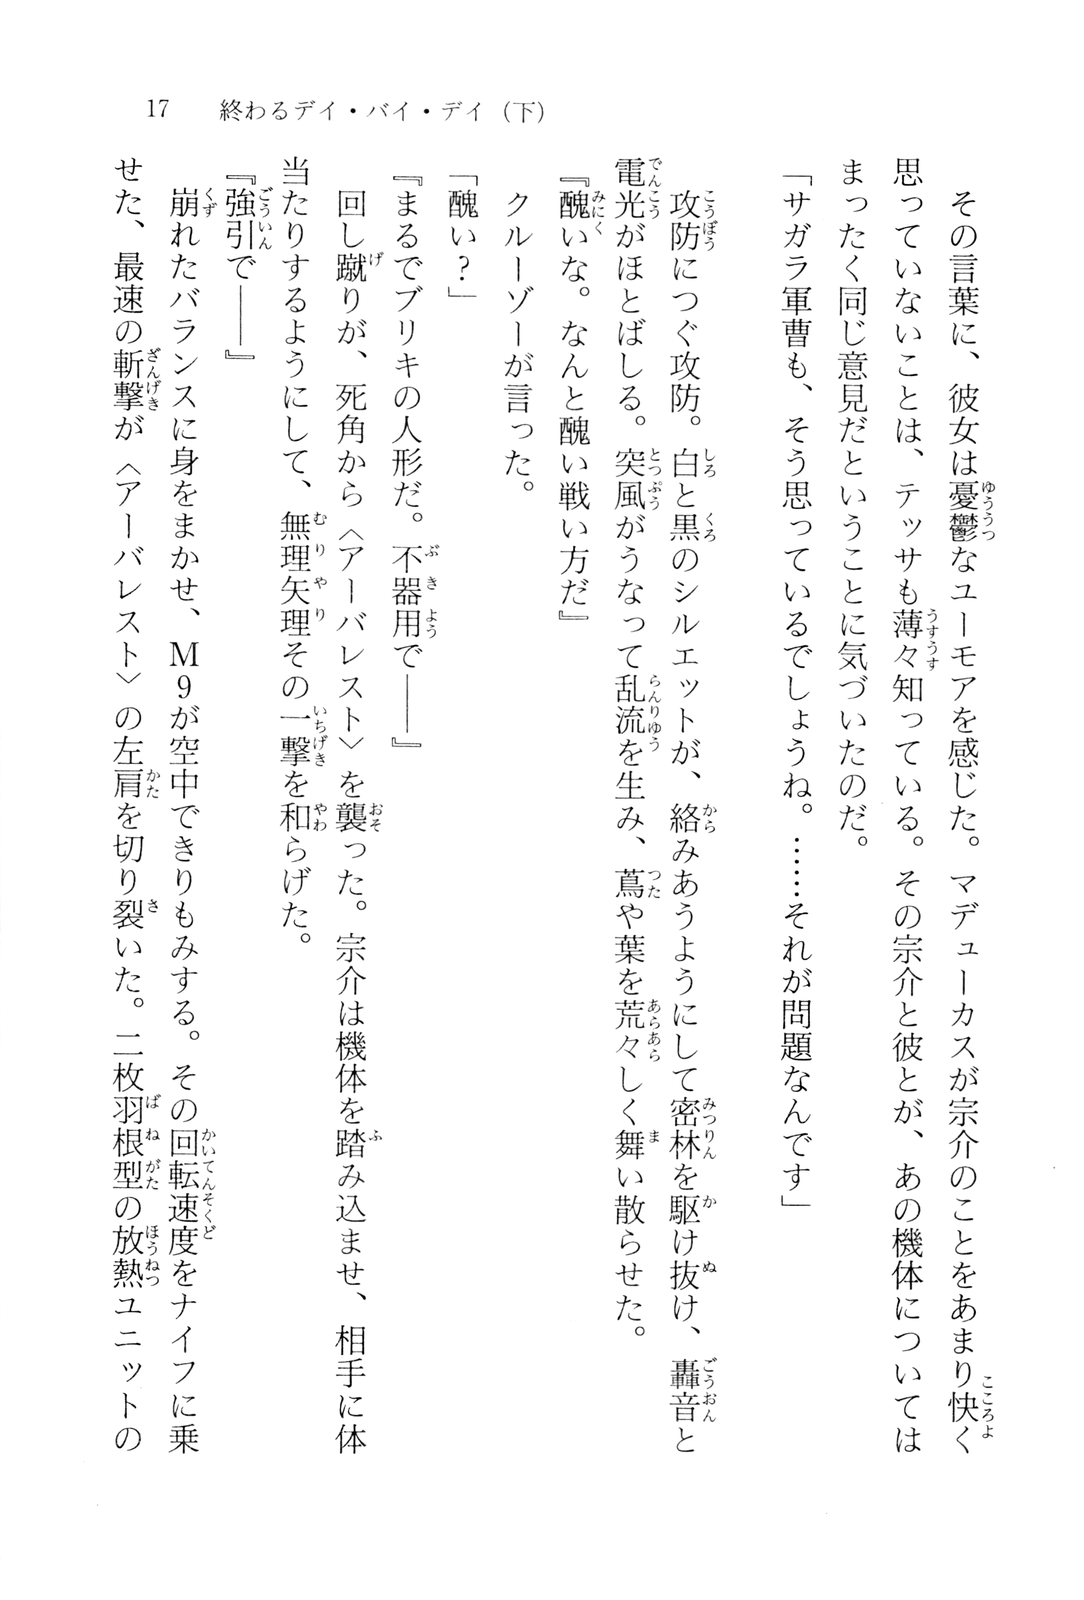 17　終わるデイ・バイ・デイ（下）
その言葉に、彼女は憂鬱なユーモアを感じた。マデューカスが宗介のことをあまり快く
思っていないことは、テッサも薄々知っている。その宗介と彼とが、あの機体については
まったく同じ意見だということに気づいたのだ。
「サガラ軍曹も、そう思っているでしょうね。……それが問題なんです」
攻防につぐ攻防。白と黒のシルエットが、絡みあうようにして密林を駆け抜け、轟音と
電光がほとばしる。突風がうなって乱流を生み、蔦や葉を荒々しく舞い散らせた。
『醜いな。なんと醜い戦い方だ』
クルーゾーが言った。
「醜い？」
『まるでブリキの人形だ。不器用で――』
回し蹴りが、死角から〈アーバレスト〉を襲った。宗介は機体を踏み込ませ、相手に体
当たりするようにして、無理矢理その一撃を和らげた。
『強引で――』
崩れたバランスに身をまかせ、Ｍ９が空中できりもみする。その回転速度をナイフに乗
せた、最速の斬撃が〈アーバレスト〉の左肩を切り裂いた。二枚羽根型の放熱ユニットの